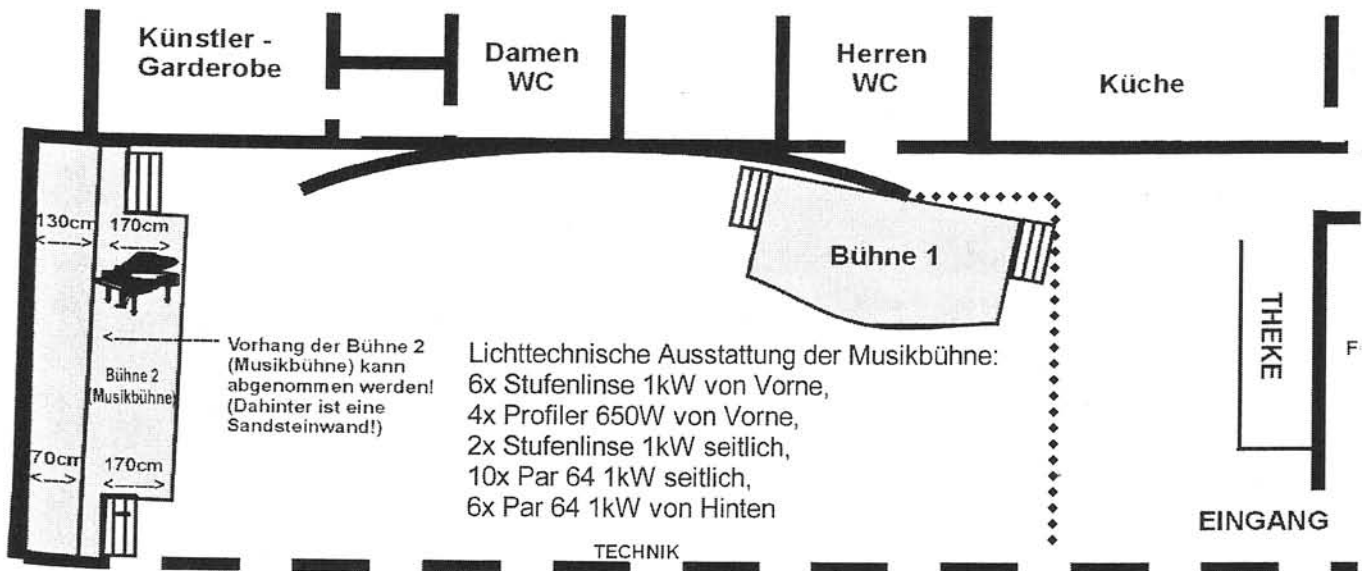 Künstler -
Garderobe
Damen
WC
Herren
WC
Küche
130cm
170cm
Bühne 1
THEKE
F
Vorhang der Bühne 2
(Musikbühne) kann
abgenommen werden!
(Dahinter ist eine
Sandsteinwand!)
Bühne 2
(Musikbühne)
Lichttechnische Ausstattung der Musikbühne:
6x Stufenlinse 1kW von Vorne,
4x Profiler 650W von Vorne,
2x Stufenlinse 1kW seitlich,
10x Par 64 1kW seitlich,
6x Par 64 1kW von Hinten
70cm
170cm
EINGANG
TECHNIK